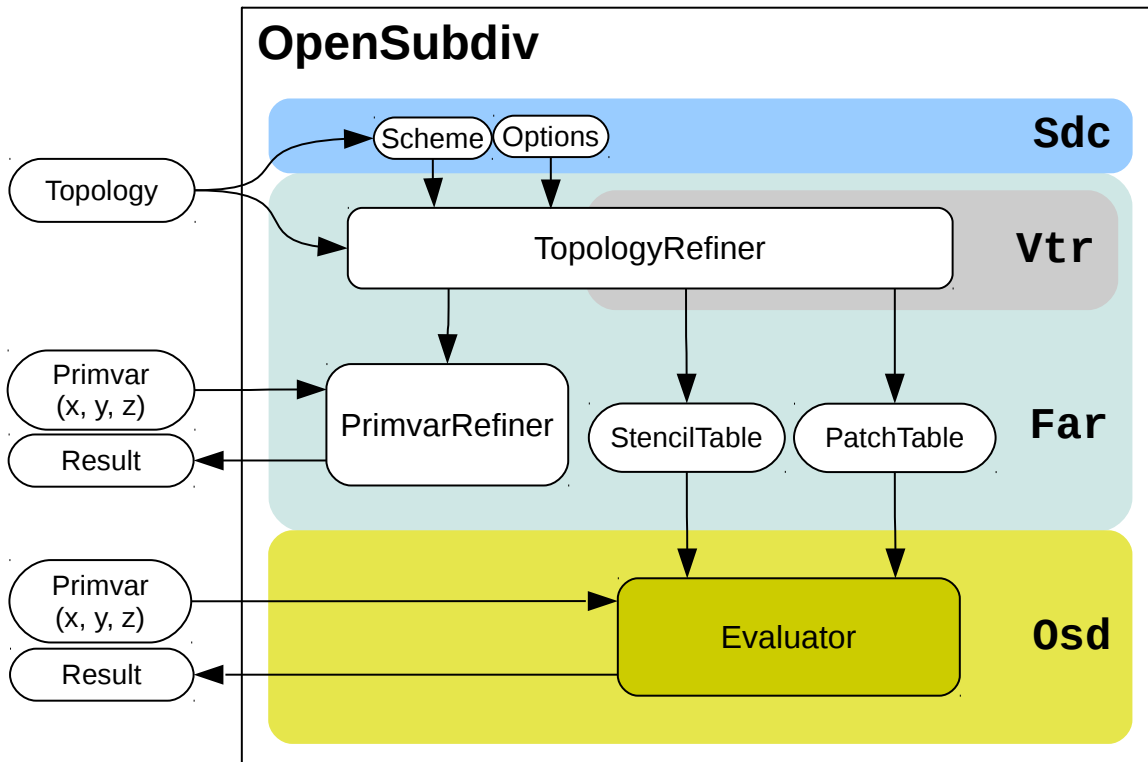 OpenSubdiv
Sdc
Scheme
Options
Topology
TopologyRefiner
Vtr
Primvar
(x, y, z)
Result
PrimvarRefiner
StencilTable
PatchTable
Far
Primvar
(x, y, z)
Result
Evaluator
Osd